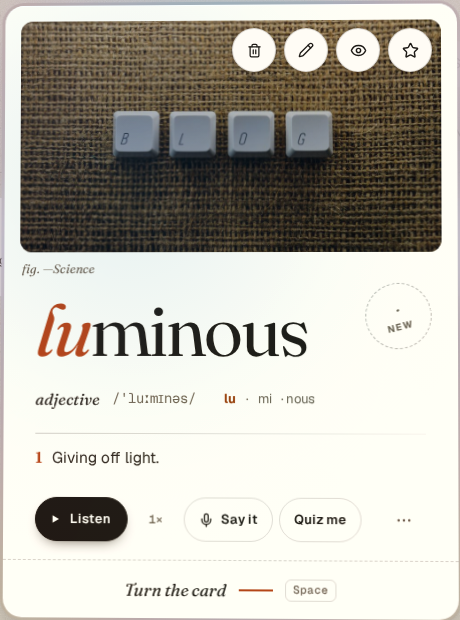 B L O G
fig. —Science
luminous
NEW
adjective /ˈluːmɪnəs/ lu · mi · nous
1 Giving off light.
Listen 1× Say it Quiz me ...
Turn the card Space